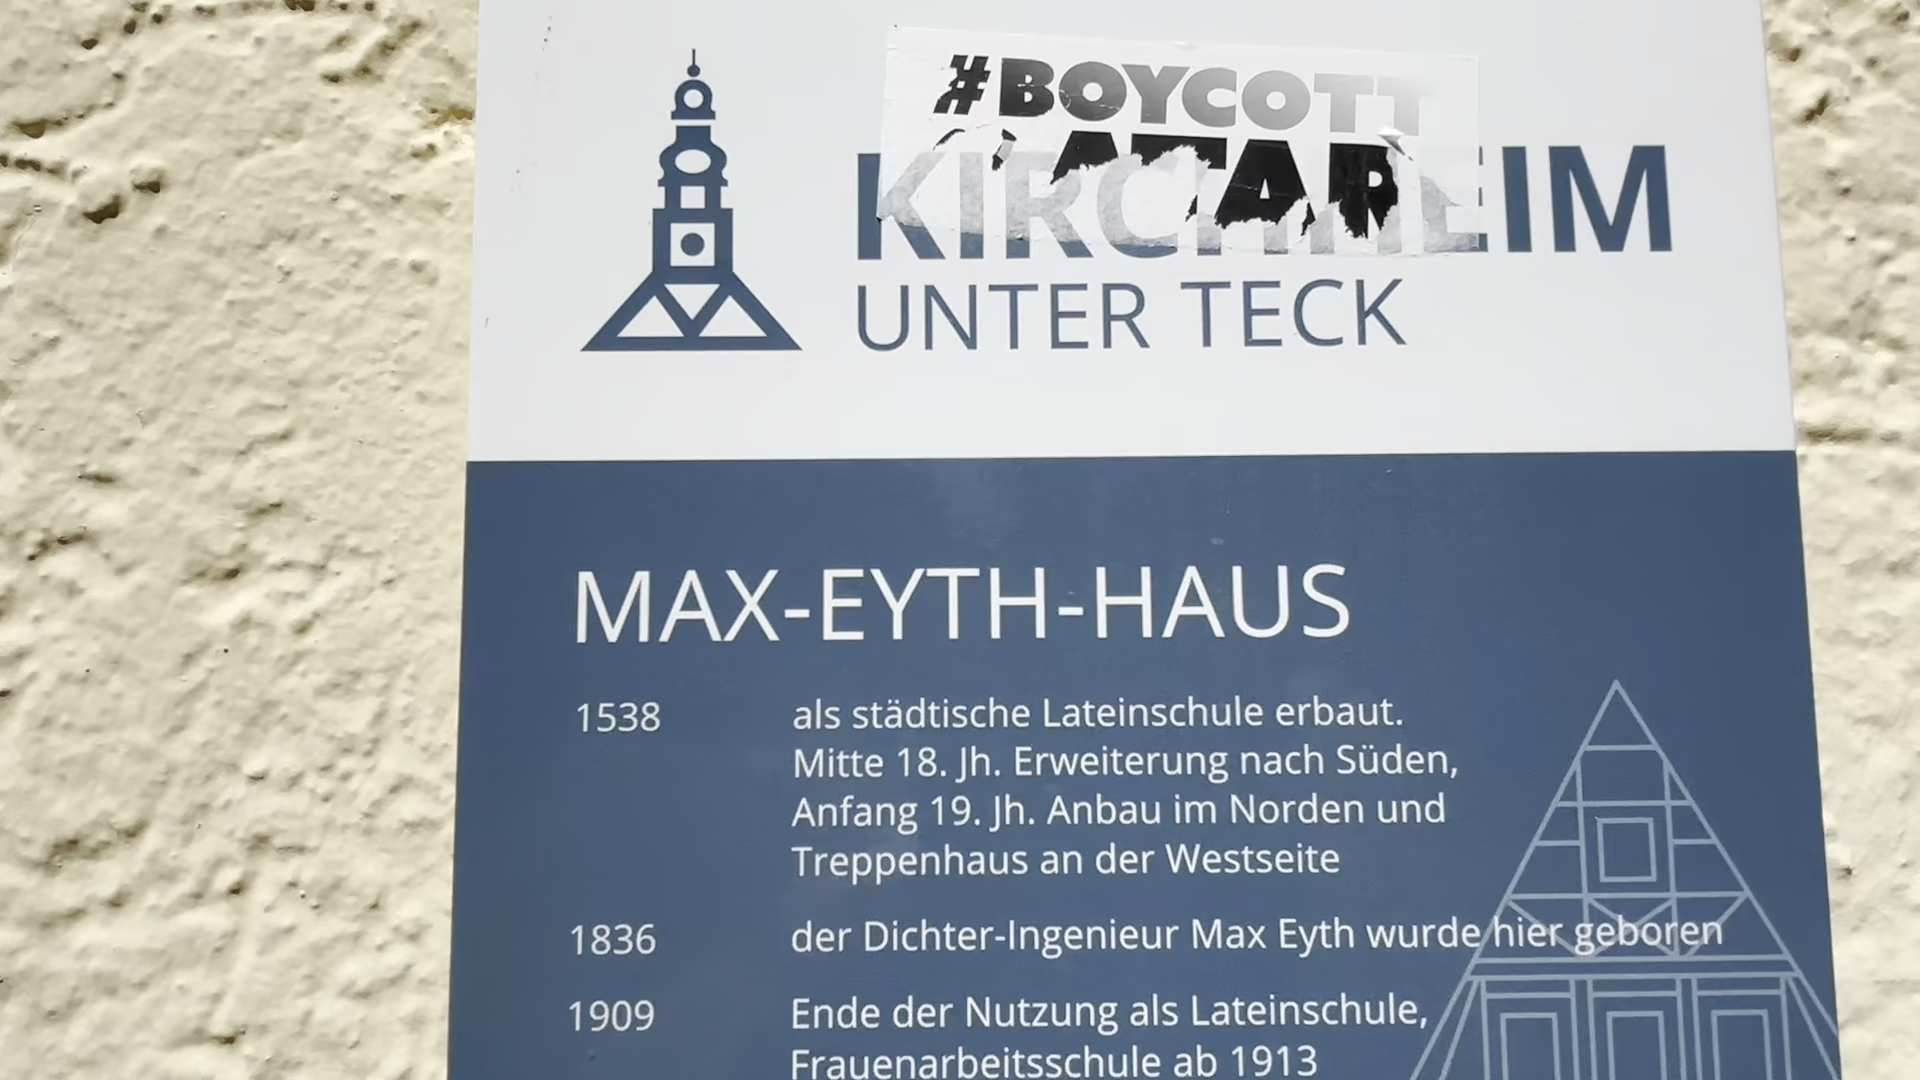 #BOYCOTT
QATAR
KIRCHHEIM
UNTER TECK
MAX-EYTH-HAUS
1538 als städtische Lateinschule erbaut.
Mitte 18. Jh. Erweiterung nach Süden,
Anfang 19. Jh. Anbau im Norden und
Treppenhaus an der Westseite
1836 der Dichter-Ingenieur Max Eyth wurde hier geboren
1909 Ende der Nutzung als Lateinschule,
Frauenarbeitsschule ab 1913